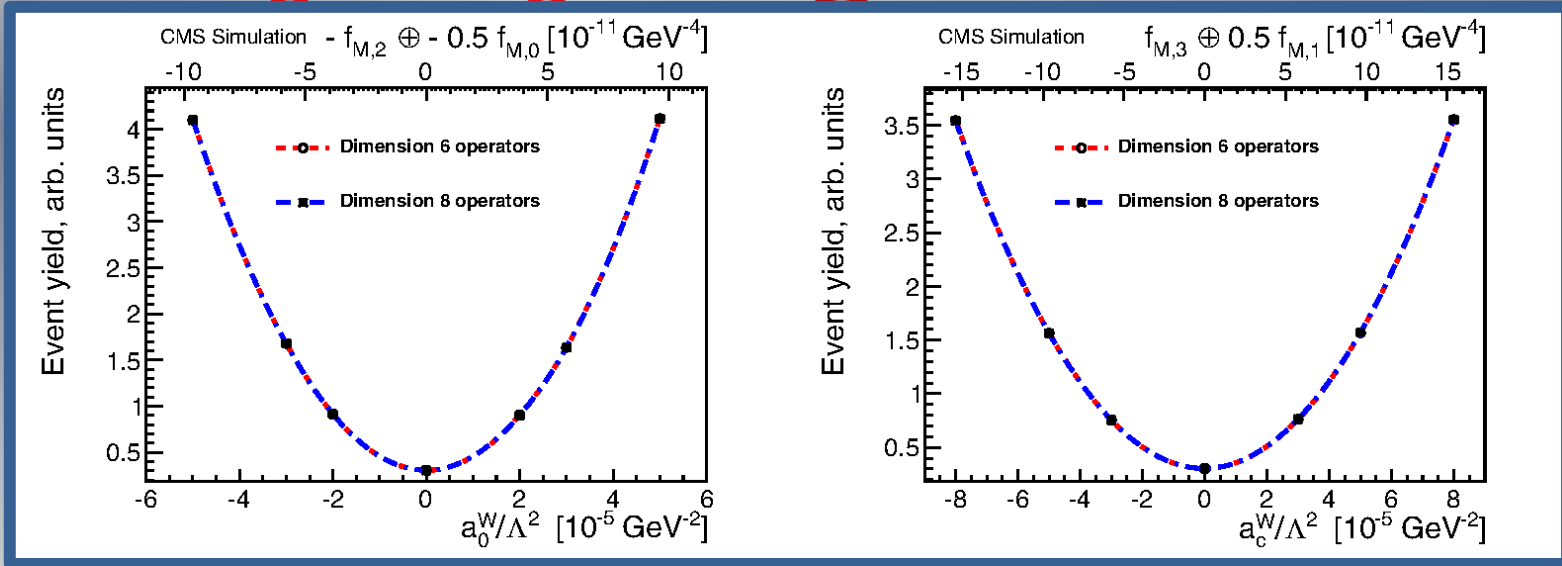 CMS Simulation - f_M,2 ⊕ - 0.5 f_M,0 [10^-11 GeV^-4]
-10 -5 0 5 10
Event yield, arb. units
4
3.5
3
2.5
2
1.5
1
0.5
Dimension 6 operators
Dimension 8 operators
-6 -4 -2 0 2 4 6
a_0^W/Λ^2 [10^-5 GeV^-2]
CMS Simulation f_M,3 ⊕ 0.5 f_M,1 [10^-11 GeV^-4]
-15 -10 -5 0 5 10 15
Event yield, arb. units
3.5
3
2.5
2
1.5
1
0.5
Dimension 6 operators
Dimension 8 operators
-8 -6 -4 -2 0 2 4 6 8
a_c^W/Λ^2 [10^-5 GeV^-2]